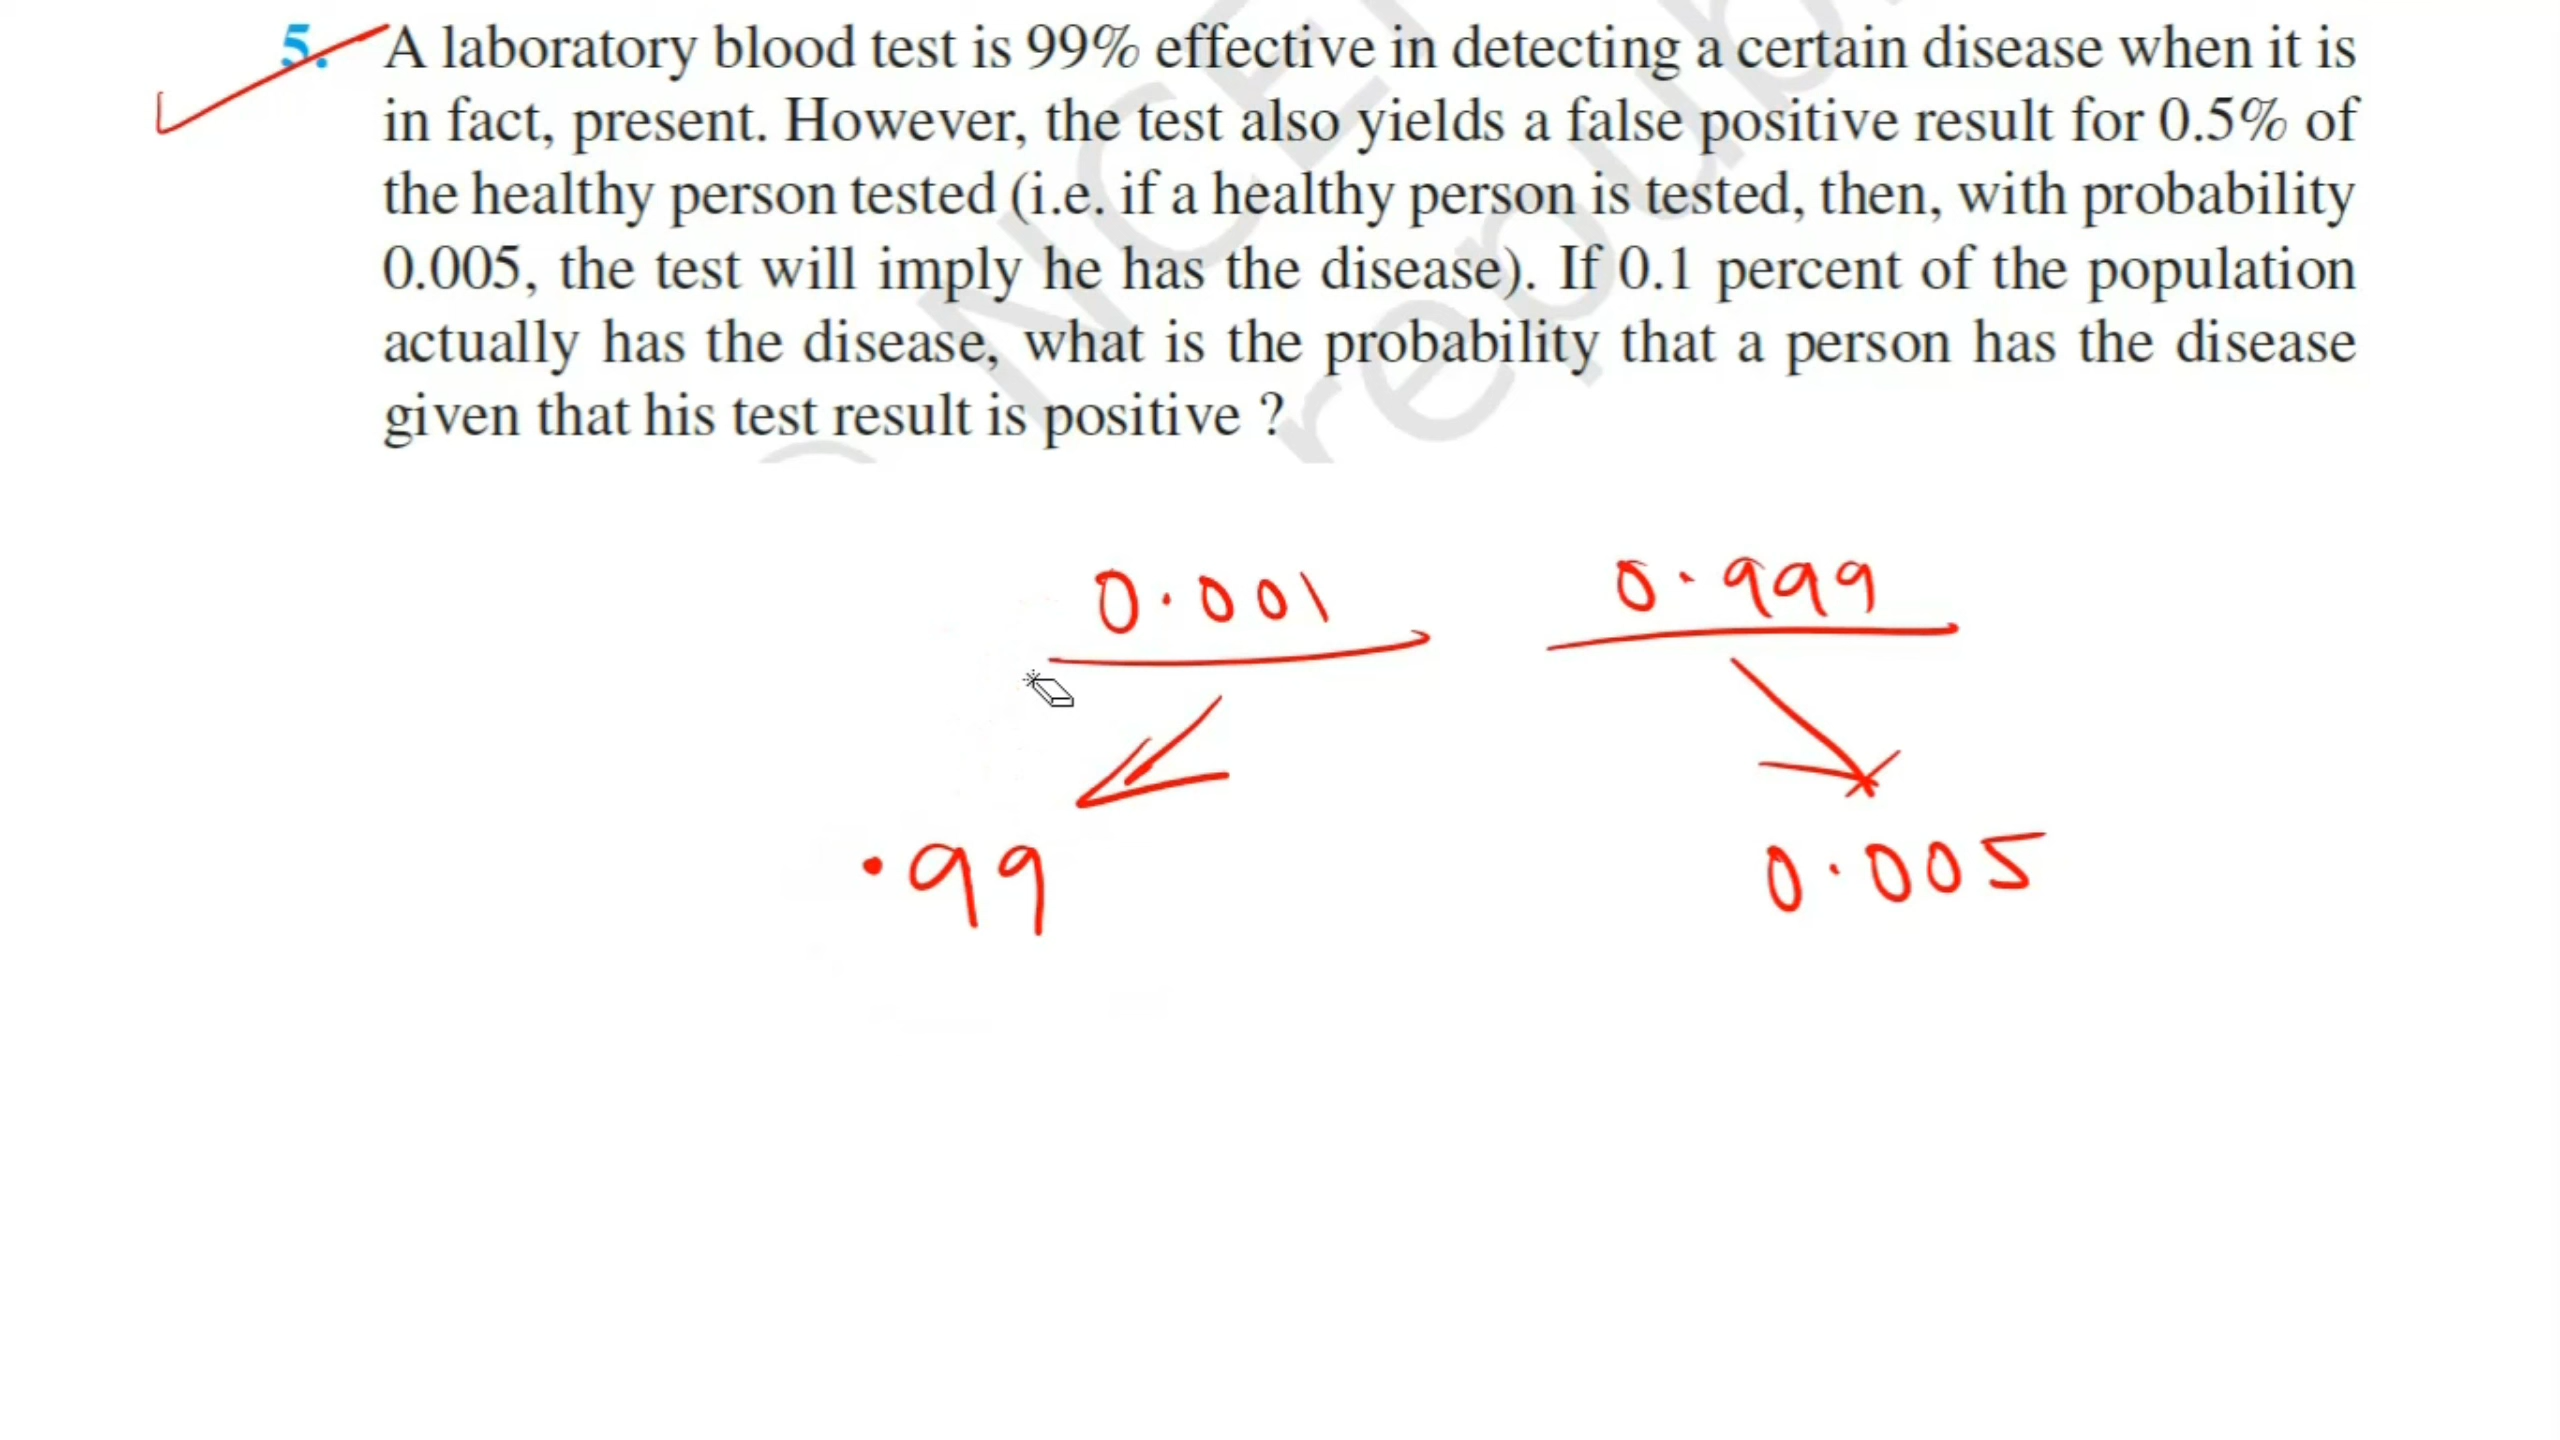 5. A laboratory blood test is 99% effective in detecting a certain disease when it is
in fact, present. However, the test also yields a false positive result for 0.5% of
the healthy person tested (i.e. if a healthy person is tested, then, with probability
0.005, the test will imply he has the disease). If 0.1 percent of the population
actually has the disease, what is the probability that a person has the disease
given that his test result is positive ?
0.001 0.999
.99 0.005